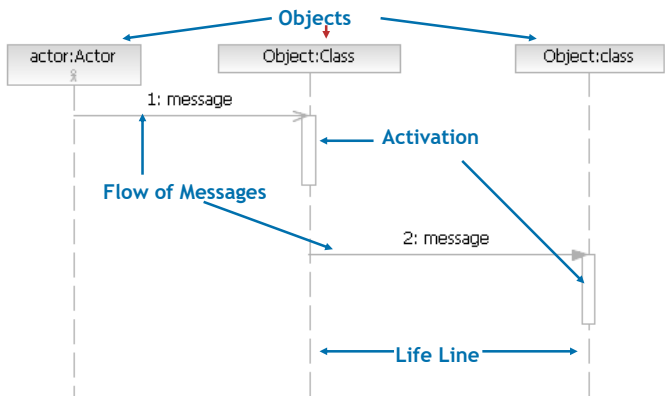 Objects
actor:Actor
Object:Class
Object:class
1: message
Activation
Flow of Messages
2: message
Life Line